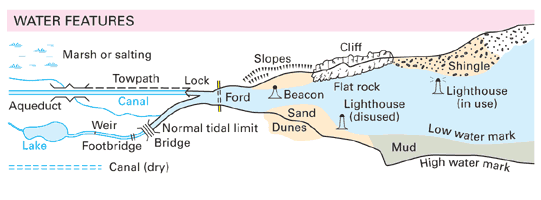 WATER FEATURES
Marsh or salting
Slopes
Cliff
Shingle
Towpath
Lock
Flat rock
Lighthouse
(in use)
Aqueduct
Canal
Ford
Beacon
Lighthouse
(disused)
Sand
Dunes
Weir
Normal tidal limit
Lake
Footbridge
Bridge
Mud
Low water mark
High water mark
Canal (dry)